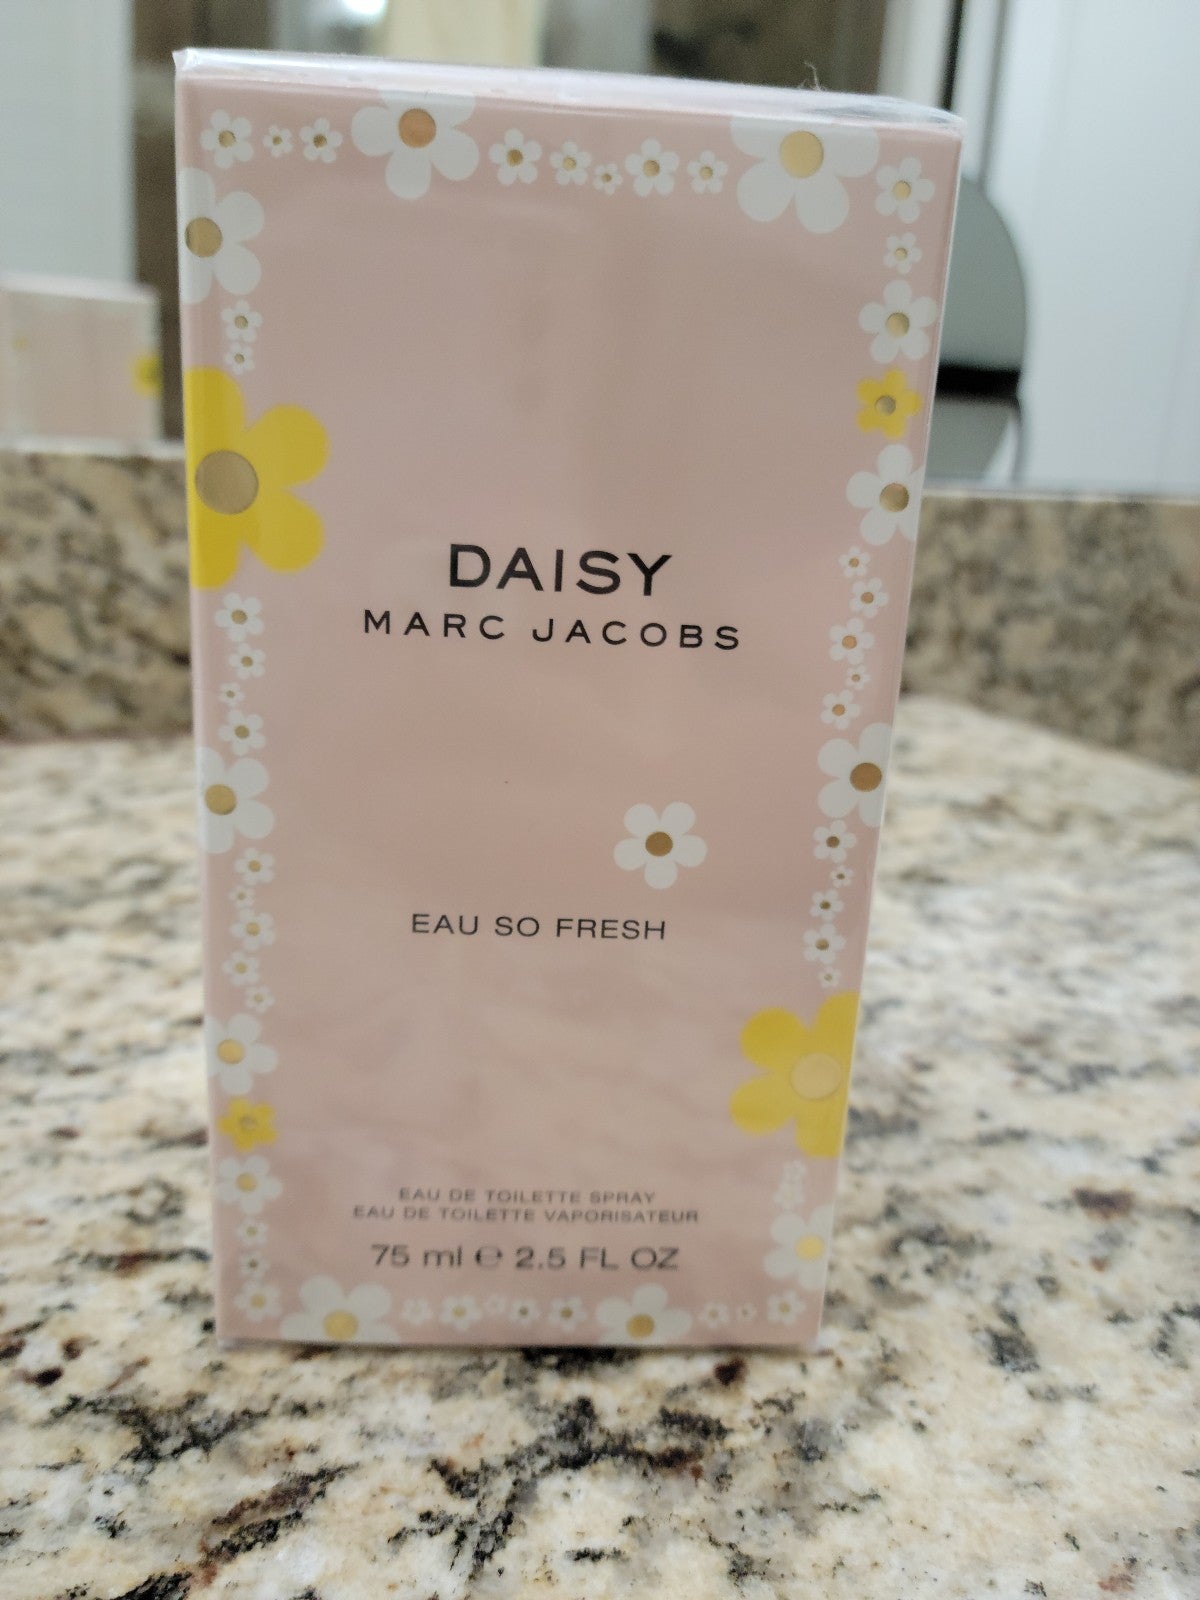 DAISY
MARC JACOBS
EAU SO FRESH
EAU DE TOILETTE SPRAY
EAU DE TOILETTE VAPORISATEUR
75 ml ℮ 2.5 FL OZ